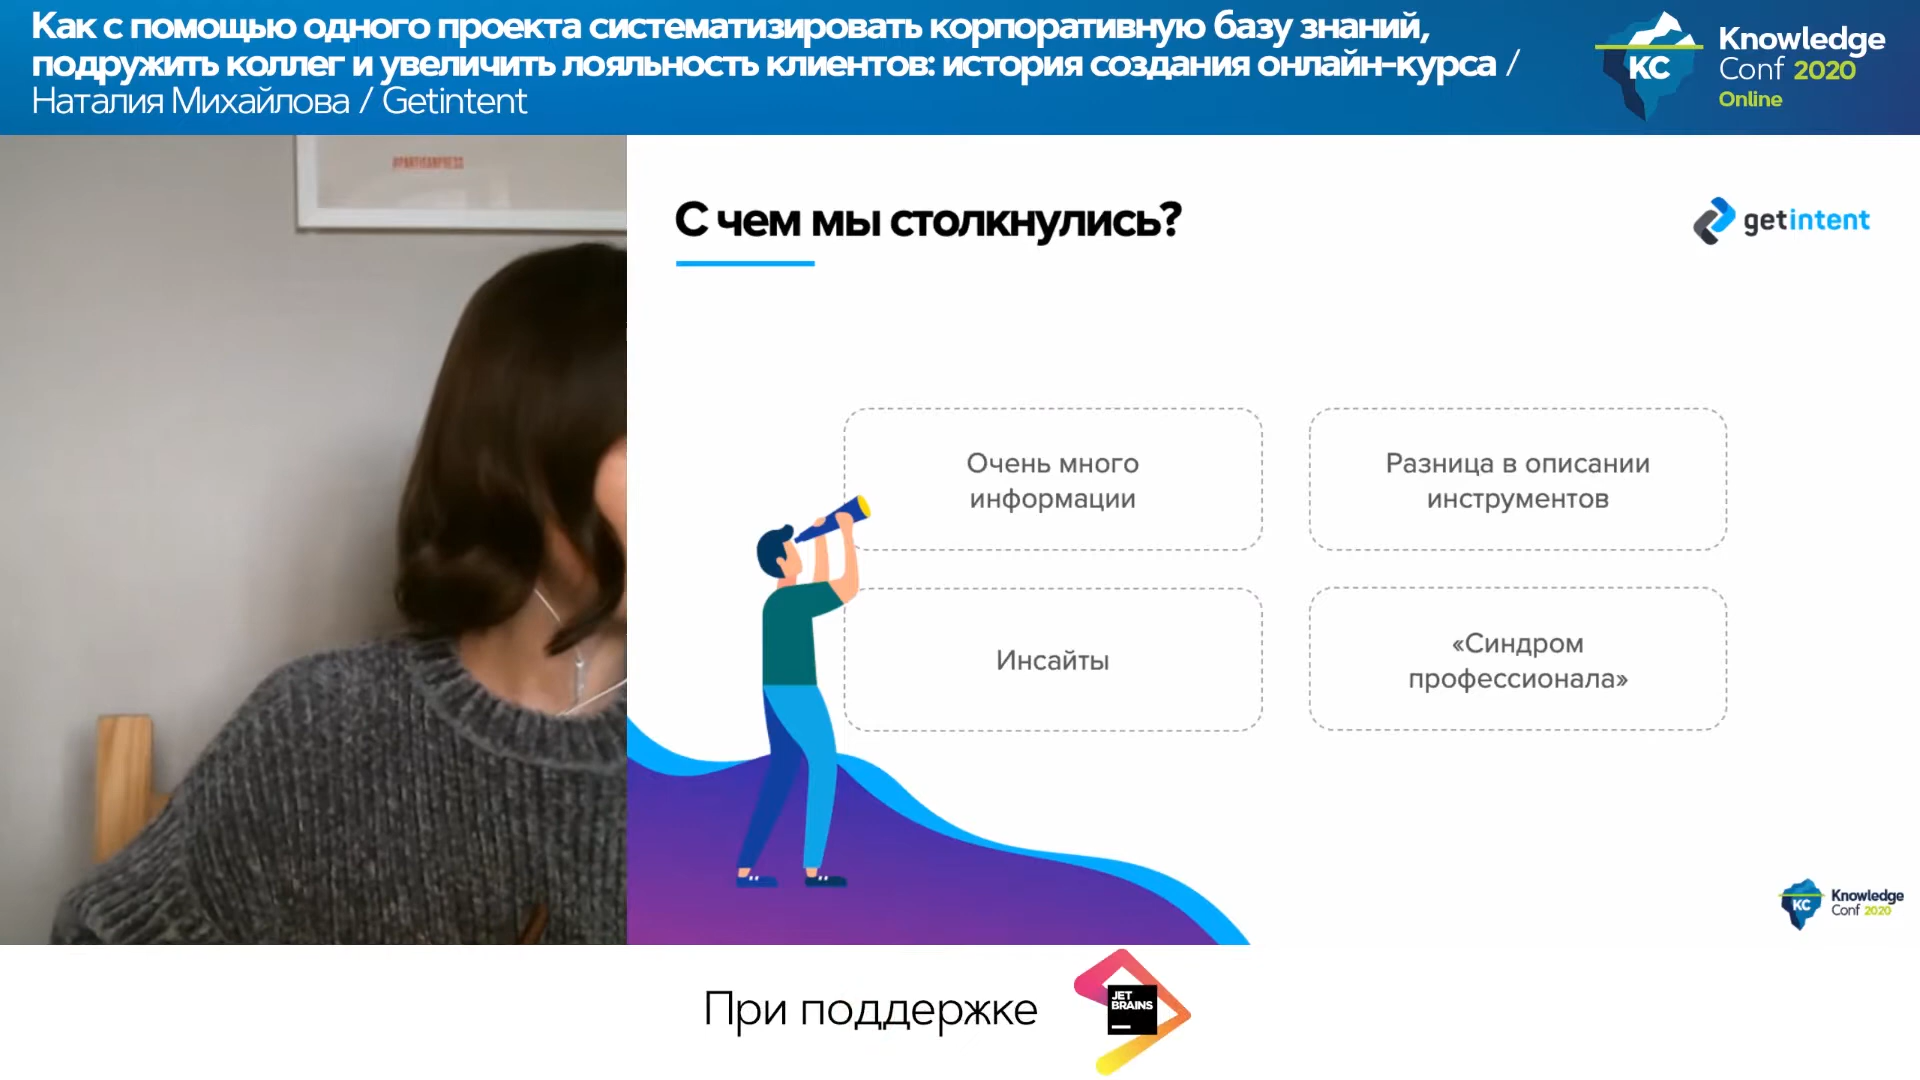 Как с помощью одного проекта систематизировать корпоративную базу знаний,
подружить коллег и увеличить лояльность клиентов: история создания онлайн-курса /
Наталия Михайлова / Getintent
KC
Knowledge
Conf 2020
Online
#PARTISANPRESS
С чем мы столкнулись?
getintent
Очень много
информации
Разница в описании
инструментов
Инсайты
«Синдром
профессионала»
KC
Knowledge
Conf 2020
При поддержке
JET
BRAINS